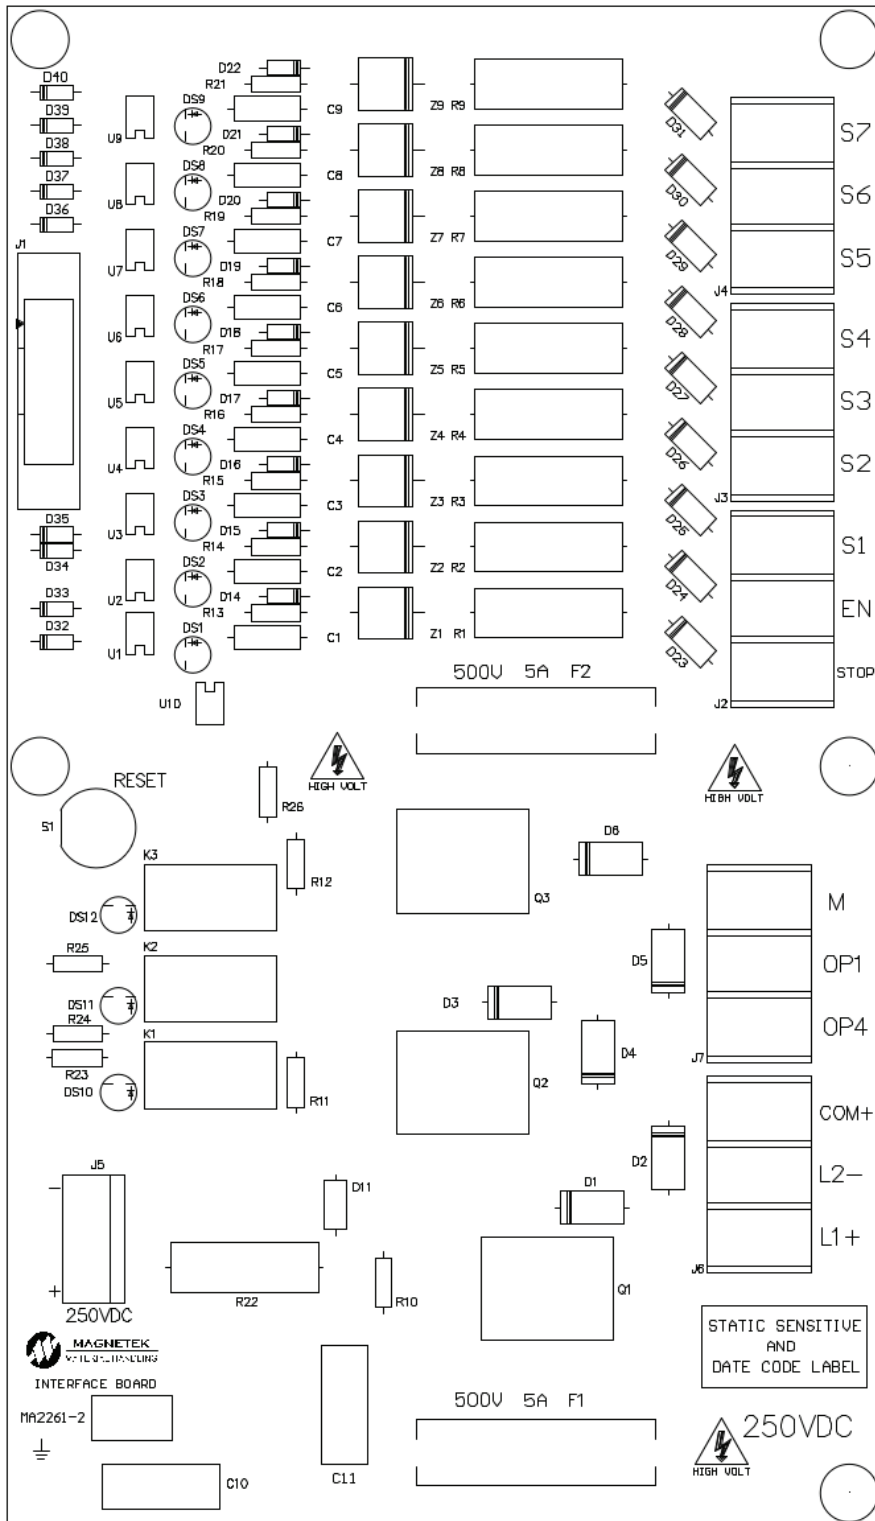 D22
R21
D40
DS9
D39
C9
Z9 R9
D31
S7
U9
D21
D38
R20
DS8
D37
C8
Z8 R8
D30
S6
U8
D20
D36
R19
DS7
J1
C7
Z7 R7
D29
S5
U7
D19
R18
J4
DS6
C6
Z6 R6
D28
S4
U6
D18
R17
DS5
C5
Z5 R5
D27
S3
U5
D17
R16
DS4
C4
Z4 R4
D26
S2
U4
D16
R15
DS3
C3
Z3 R3
J3
D25
D35
U3
D15
R14
S1
DS2
D34
C2
Z2 R2
D24
D33
U2
D14
R13
EN
D32
DS1
C1
Z1 R1
D23
U1
500V 5A F2
STOP
U10
J2
RESET
HIGH VOLT
HIGH VOLT
S1
R26
D6
K3
R12
Q3
M
DS12
R25
K2
D5
OP1
DS11
D3
R24
K1
OP4
D4
J7
R23
DS10
R11
Q2
COM+
J5
D2
L2-
-
D11
D1
L1+
J6
+
R22
R10
Q1
250VDC
MAGNETEK
MATERIAL HANDLING
STATIC SENSITIVE
AND
DATE CODE LABEL
INTERFACE BOARD
MA2261-2
500V 5A F1
250VDC
C10
C11
HIGH VOLT